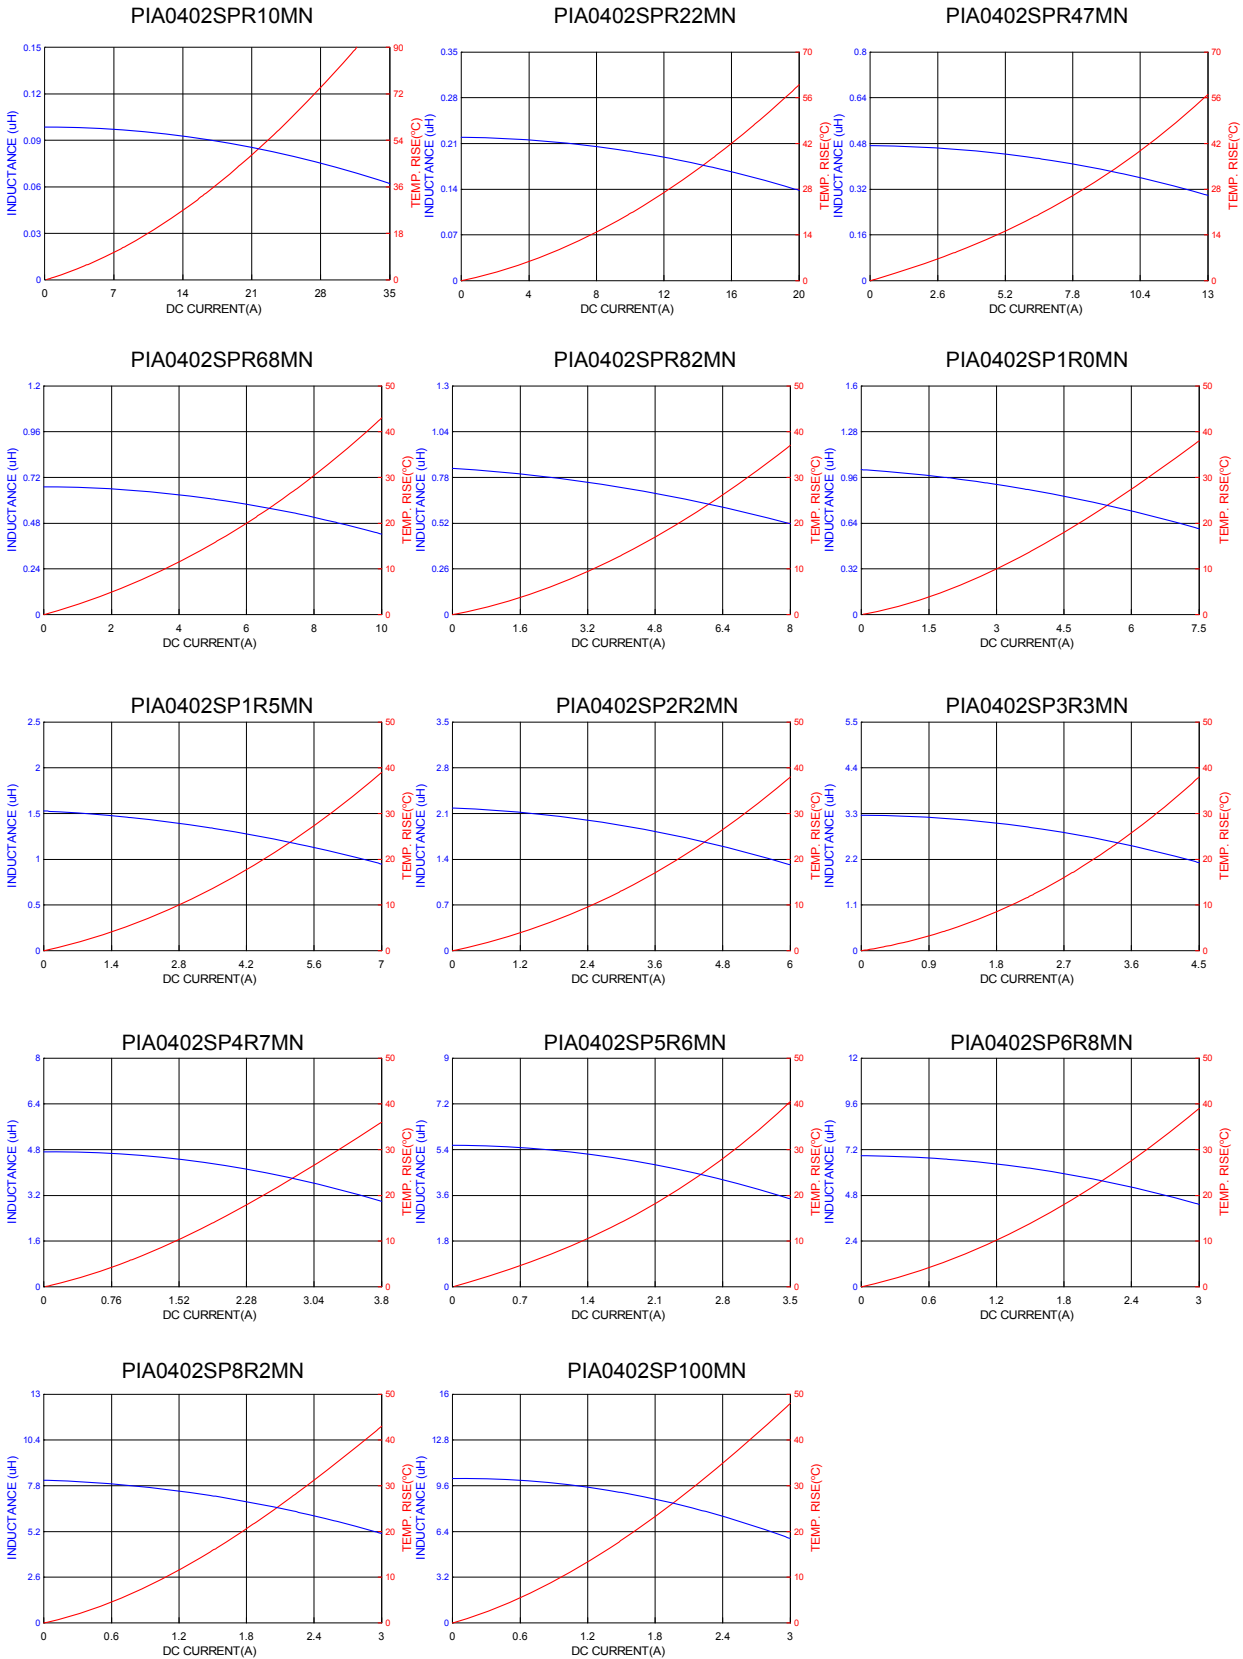 PIA0402SPR10MN
INDUCTANCE (uH)
0.15
0.12
0.09
0.06
0.03
0
90
72
54
36
18
0
TEMP. RISE(ºC)
0 7 14 21 28 35
DC CURRENT(A)
PIA0402SPR22MN
INDUCTANCE (uH)
0.35
0.28
0.21
0.14
0.07
0
70
56
42
28
14
0
TEMP. RISE(ºC)
0 4 8 12 16 20
DC CURRENT(A)
PIA0402SPR47MN
INDUCTANCE (uH)
0.8
0.64
0.48
0.32
0.16
0
70
56
42
28
14
0
TEMP. RISE(ºC)
0 2.6 5.2 7.8 10.4 13
DC CURRENT(A)
PIA0402SPR68MN
INDUCTANCE (uH)
1.2
0.96
0.72
0.48
0.24
0
50
40
30
20
10
0
TEMP. RISE(ºC)
0 2 4 6 8 10
DC CURRENT(A)
PIA0402SPR82MN
INDUCTANCE (uH)
1.3
1.04
0.78
0.52
0.26
0
50
40
30
20
10
0
TEMP. RISE(ºC)
0 1.6 3.2 4.8 6.4 8
DC CURRENT(A)
PIA0402SP1R0MN
INDUCTANCE (uH)
1.6
1.28
0.96
0.64
0.32
0
50
40
30
20
10
0
TEMP. RISE(ºC)
0 1.5 3 4.5 6 7.5
DC CURRENT(A)
PIA0402SP1R5MN
INDUCTANCE (uH)
2.5
2
1.5
1
0.5
0
50
40
30
20
10
0
TEMP. RISE(ºC)
0 1.4 2.8 4.2 5.6 7
DC CURRENT(A)
PIA0402SP2R2MN
INDUCTANCE (uH)
3.5
2.8
2.1
1.4
0.7
0
50
40
30
20
10
0
TEMP. RISE(ºC)
0 1.2 2.4 3.6 4.8 6
DC CURRENT(A)
PIA0402SP3R3MN
INDUCTANCE (uH)
5.5
4.4
3.3
2.2
1.1
0
50
40
30
20
10
0
TEMP. RISE(ºC)
0 0.9 1.8 2.7 3.6 4.5
DC CURRENT(A)
PIA0402SP4R7MN
INDUCTANCE (uH)
8
6.4
4.8
3.2
1.6
0
50
40
30
20
10
0
TEMP. RISE(ºC)
0 0.76 1.52 2.28 3.04 3.8
DC CURRENT(A)
PIA0402SP5R6MN
INDUCTANCE (uH)
9
7.2
5.4
3.6
1.8
0
50
40
30
20
10
0
TEMP. RISE(ºC)
0 0.7 1.4 2.1 2.8 3.5
DC CURRENT(A)
PIA0402SP6R8MN
INDUCTANCE (uH)
12
9.6
7.2
4.8
2.4
0
50
40
30
20
10
0
TEMP. RISE(ºC)
0 0.6 1.2 1.8 2.4 3
DC CURRENT(A)
PIA0402SP8R2MN
INDUCTANCE (uH)
13
10.4
7.8
5.2
2.6
0
50
40
30
20
10
0
TEMP. RISE(ºC)
0 0.6 1.2 1.8 2.4 3
DC CURRENT(A)
PIA0402SP100MN
INDUCTANCE (uH)
16
12.8
9.6
6.4
3.2
0
50
40
30
20
10
0
TEMP. RISE(ºC)
0 0.6 1.2 1.8 2.4 3
DC CURRENT(A)